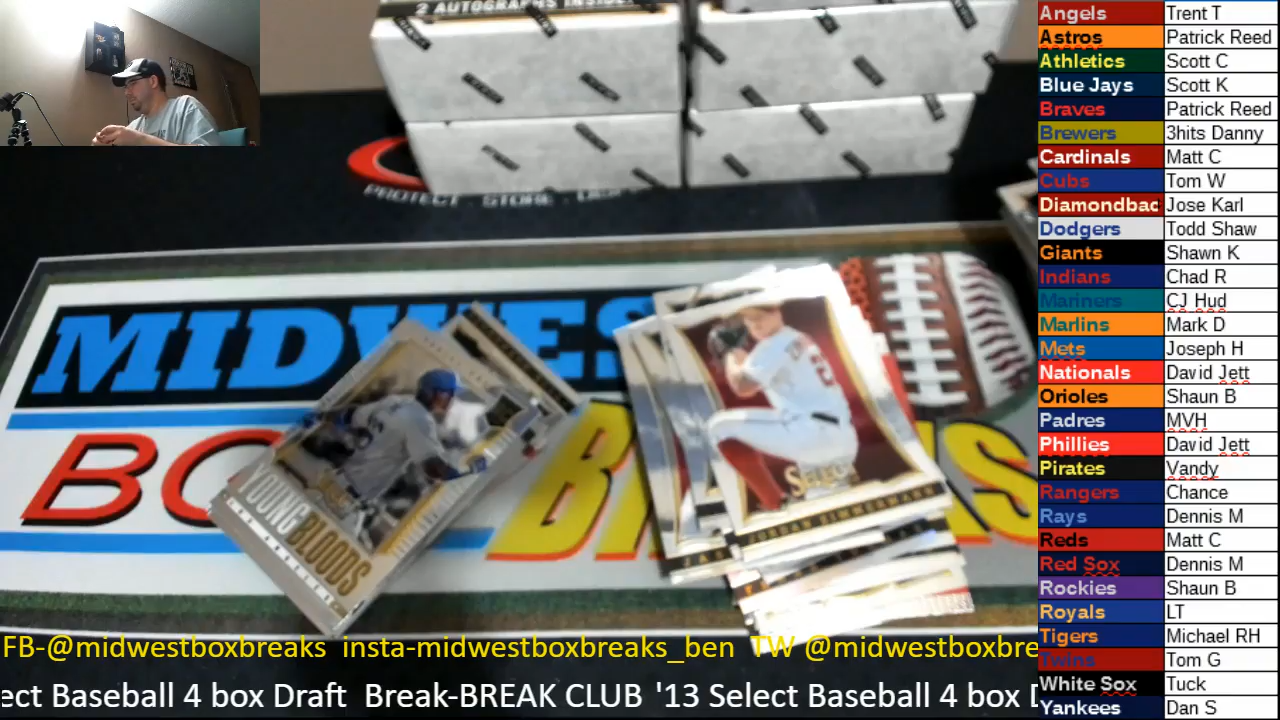 2 AUTOGRAPHS INSIDE
PROTECT · STORE ·
MIDWES
BO BREAKS
YOUNG BLOODS
SELECT
JORDAN ZIMMERMANN
FB-@midwestboxbreaks insta-midwestboxbreaks_ben TW @midwestboxbre
ect Baseball 4 box Draft Break-BREAK CLUB '13 Select Baseball 4 box D
Angels Trent T
Astros Patrick Reed
Athletics Scott C
Blue Jays Scott K
Braves Patrick Reed
Brewers 3hits Danny
Cardinals Matt C
Cubs Tom W
Diamondbac Jose Karl
Dodgers Todd Shaw
Giants Shawn K
Indians Chad R
Mariners CJ Hud
Marlins Mark D
Mets Joseph H
Nationals David Jett
Orioles Shaun B
Padres MVH
Phillies David Jett
Pirates Vandy
Rangers Chance
Rays Dennis M
Reds Matt C
Red Sox Dennis M
Rockies Shaun B
Royals LT
Tigers Michael RH
Twins Tom G
White Sox Tuck
Yankees Dan S